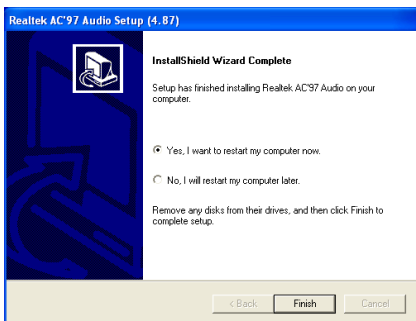 Realtek AC'97 Audio Setup (4.87)
InstallShield Wizard Complete
Setup has finished installing Realtek AC'97 Audio on your
computer.
Yes, I want to restart my computer now.
No, I will restart my computer later.
Remove any disks from their drives, and then click Finish to
complete setup.
< Back Finish Cancel